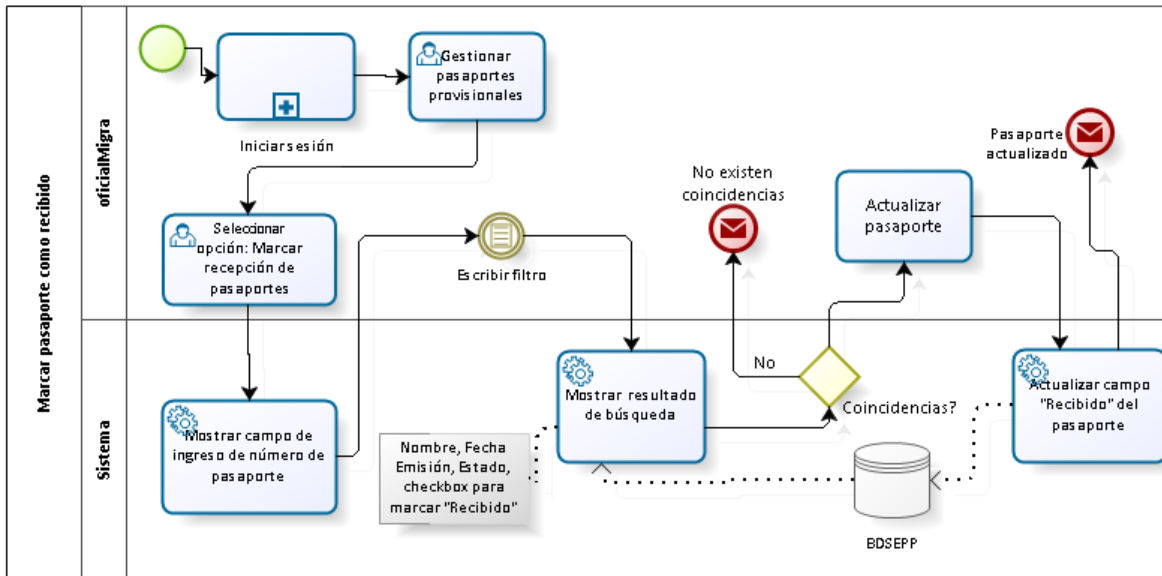 Marcar pasaporte como recibido
oficialMigra
Iniciar sesión
Gestionar
pasaportes
provisionales
Seleccionar
opción: Marcar
recepción de
pasaportes
Escribir filtro
No existen
coincidencias
Actualizar
pasaporte
Pasaporte
actualizado
Sistema
Mostrar campo de
ingreso de número de
pasaporte
Nombre, Fecha
Emisión, Estado,
checkbox para
marcar "Recibido"
Mostrar resultado
de búsqueda
No
Coincidencias?
BDSEPP
Actualizar campo
"Recibido" del
pasaporte